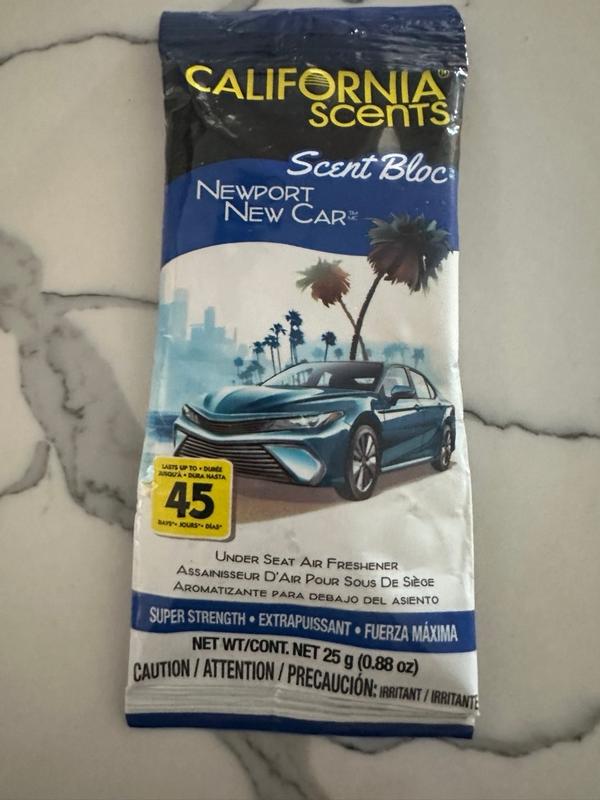 CALIFORNIA®
Scents
Scent Bloc
NEWPORT
NEW CAR™ MC
LASTS UP TO • DURÉE
JUSQU'À • DURA HASTA
45
DAYS*• JOURS*• DÍAS*
UNDER SEAT AIR FRESHENER
ASSAINISSEUR D'AIR POUR SOUS DE SIÈGE
AROMATIZANTE PARA DEBAJO DEL ASIENTO
SUPER STRENGTH • EXTRAPUISSANT • FUERZA MÁXIMA
NET WT/CONT. NET 25 g (0.88 oz)
CAUTION / ATTENTION / PRECAUCIÓN: IRRITANT / IRRITANTE